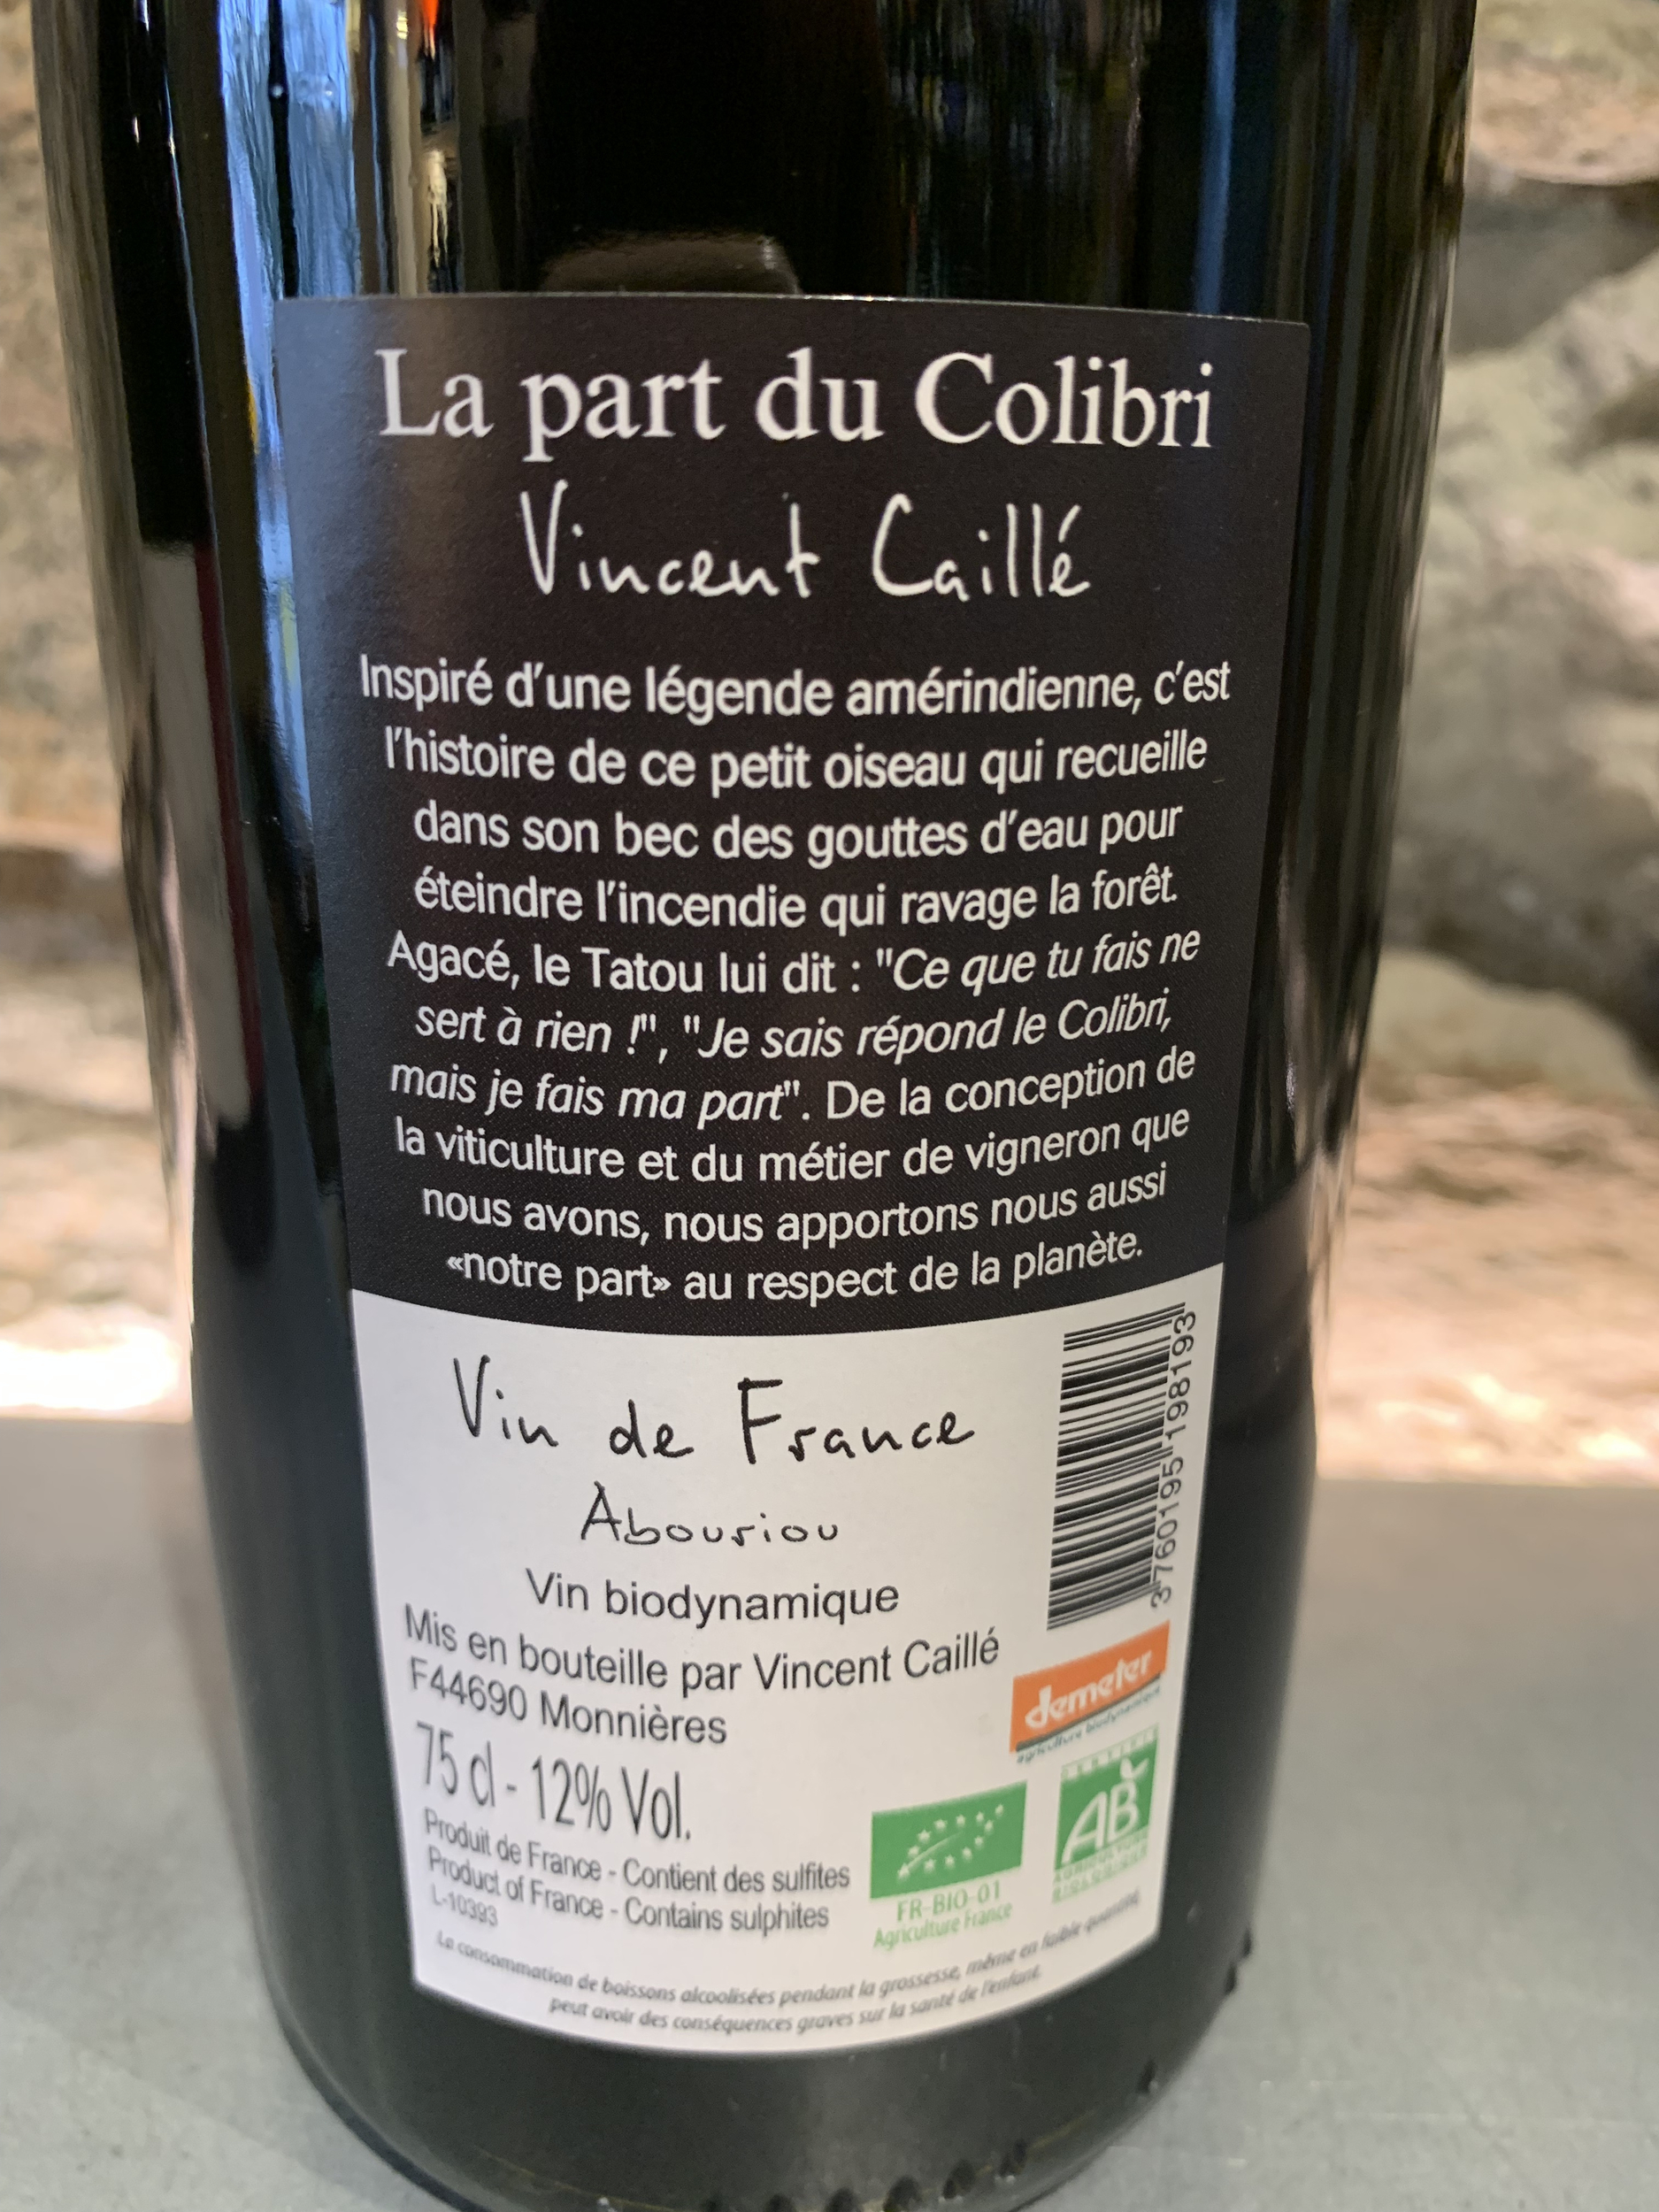 La part du Colibri
Vincent Caillé
Inspiré d'une légende amérindienne, c'est
l'histoire de ce petit oiseau qui recueille
dans son bec des gouttes d'eau pour
éteindre l'incendie qui ravage la forêt.
Agacé, le Tatou lui dit : "Ce que tu fais ne
sert à rien !", "Je sais répond le Colibri,
mais je fais ma part". De la conception de
la viticulture et du métier de vigneron que
nous avons, nous apportons nous aussi
«notre part» au respect de la planète.
Vin de France
Abouriou
Vin biodynamique
Mis en bouteille par Vincent Caillé
F44690 Monnières
75 cl - 12% Vol.
Produit de France - Contient des sulfites
Product of France - Contains sulphites
L-10393
3760195198193
demeter
agriculture biodynamique
CERTIFIÉ
AB
AGRICULTURE
BIOLOGIQUE
FR-BIO-01
Agriculture France
La consommation de boissons alcoolisées pendant la grossesse, même en faible quantité,
peut avoir des conséquences graves sur la santé de l'enfant.